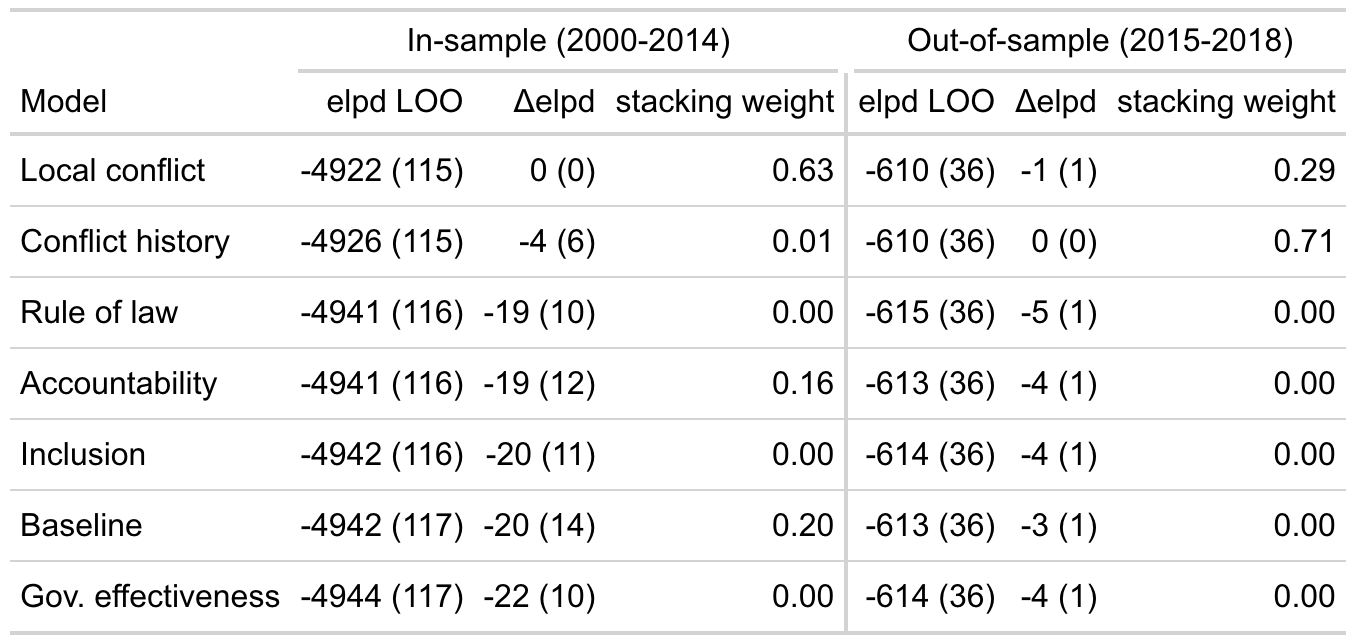 In-sample (2000-2014) Out-of-sample (2015-2018)
Model elpd LOO Δelpd stacking weight elpd LOO Δelpd stacking weight
Local conflict -4922 (115) 0 (0) 0.63 -610 (36) -1 (1) 0.29
Conflict history -4926 (115) -4 (6) 0.01 -610 (36) 0 (0) 0.71
Rule of law -4941 (116) -19 (10) 0.00 -615 (36) -5 (1) 0.00
Accountability -4941 (116) -19 (12) 0.16 -613 (36) -4 (1) 0.00
Inclusion -4942 (116) -20 (11) 0.00 -614 (36) -4 (1) 0.00
Baseline -4942 (117) -20 (14) 0.20 -613 (36) -3 (1) 0.00
Gov. effectiveness -4944 (117) -22 (10) 0.00 -614 (36) -4 (1) 0.00